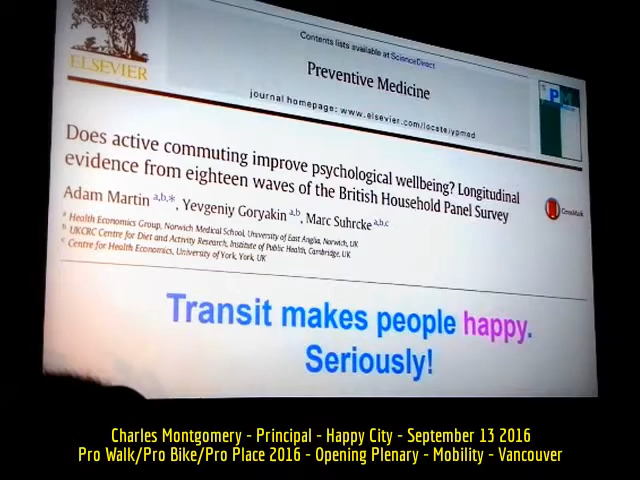 ELSEVIER
Contents lists available at ScienceDirect
Preventive Medicine
journal homepage: www.elsevier.com/locate/ypmed
PM
Does active commuting improve psychological wellbeing? Longitudinal
evidence from eighteen waves of the British Household Panel Survey
CrossMark
Adam Martin a,b,*, Yevgeniy Goryakin a,b, Marc Suhrcke a,b,c
a Health Economics Group, Norwich Medical School, University of East Anglia, Norwich, UK
b UKCRC Centre for Diet and Activity Research, Institute of Public Health, Cambridge, UK
c Centre for Health Economics, University of York, York, UK
Transit makes people happy.
Seriously!
Charles Montgomery - Principal - Happy City - September 13 2016
Pro Walk/Pro Bike/Pro Place 2016 - Opening Plenary - Mobility - Vancouver